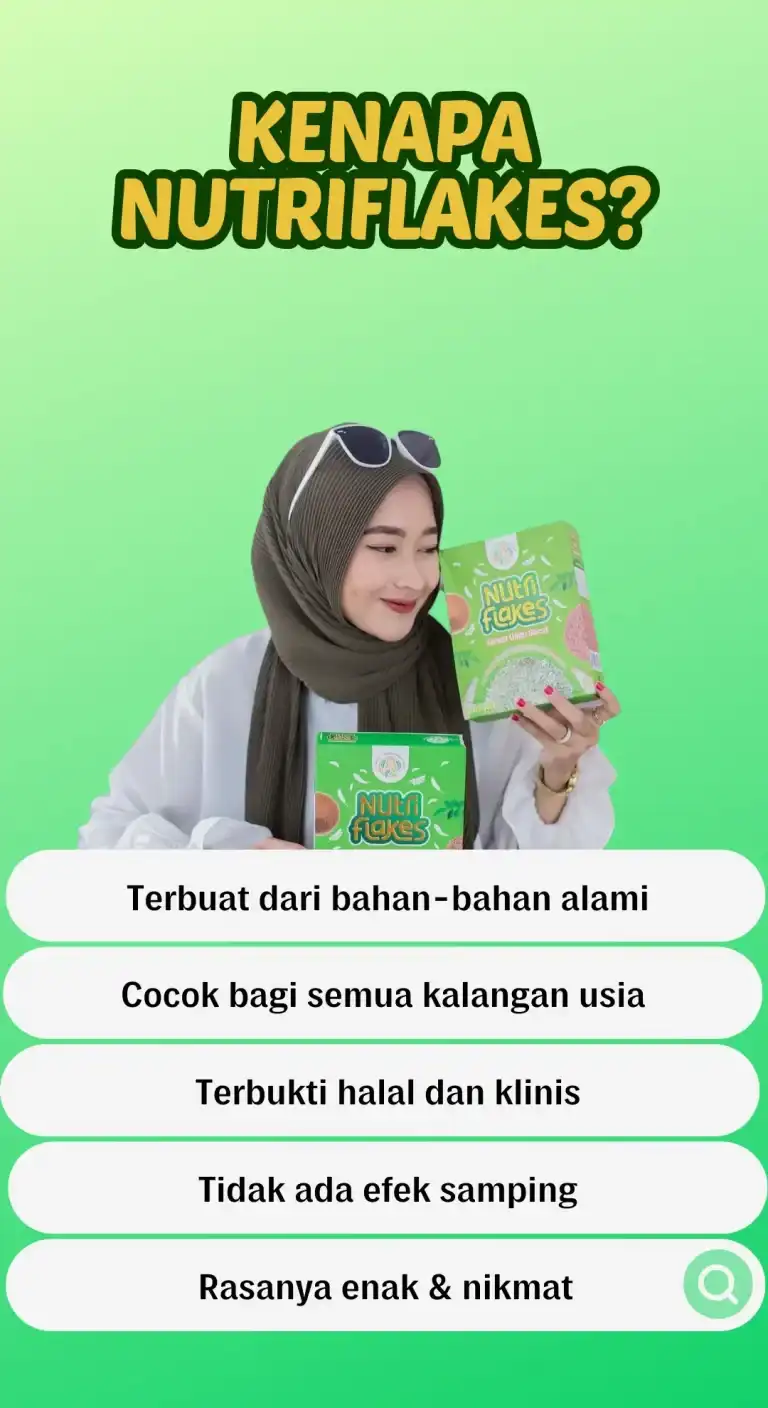 KENAPA
NUTRIFLAKES?
Nutri
flakes
Nutri
flakes
Terbuat dari bahan-bahan alami
Cocok bagi semua kalangan usia
Terbukti halal dan klinis
Tidak ada efek samping
Rasanya enak & nikmat